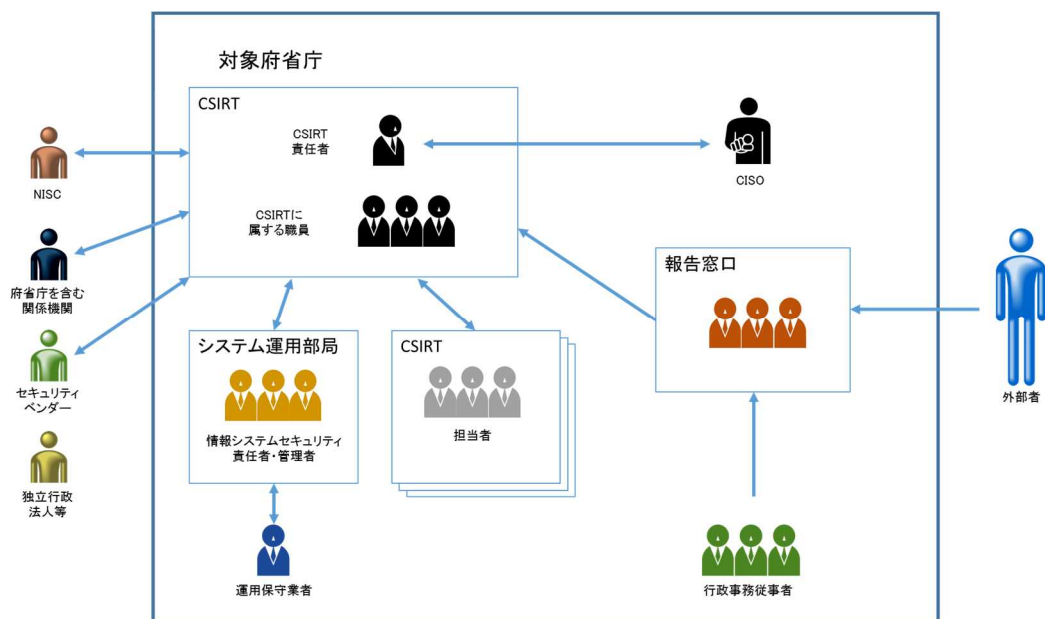 対象府省庁
CSIRT
CSIRT
責任者
CISO
NISC
CSIRTに
属する職員
府省庁を含む
関係機関
報告窓口
外部者
セキュリティ
ベンダー
システム運用部局
情報システムセキュリティ
責任者・管理者
CSIRT
担当者
独立行政
法人等
運用保守業者
行政事務従事者